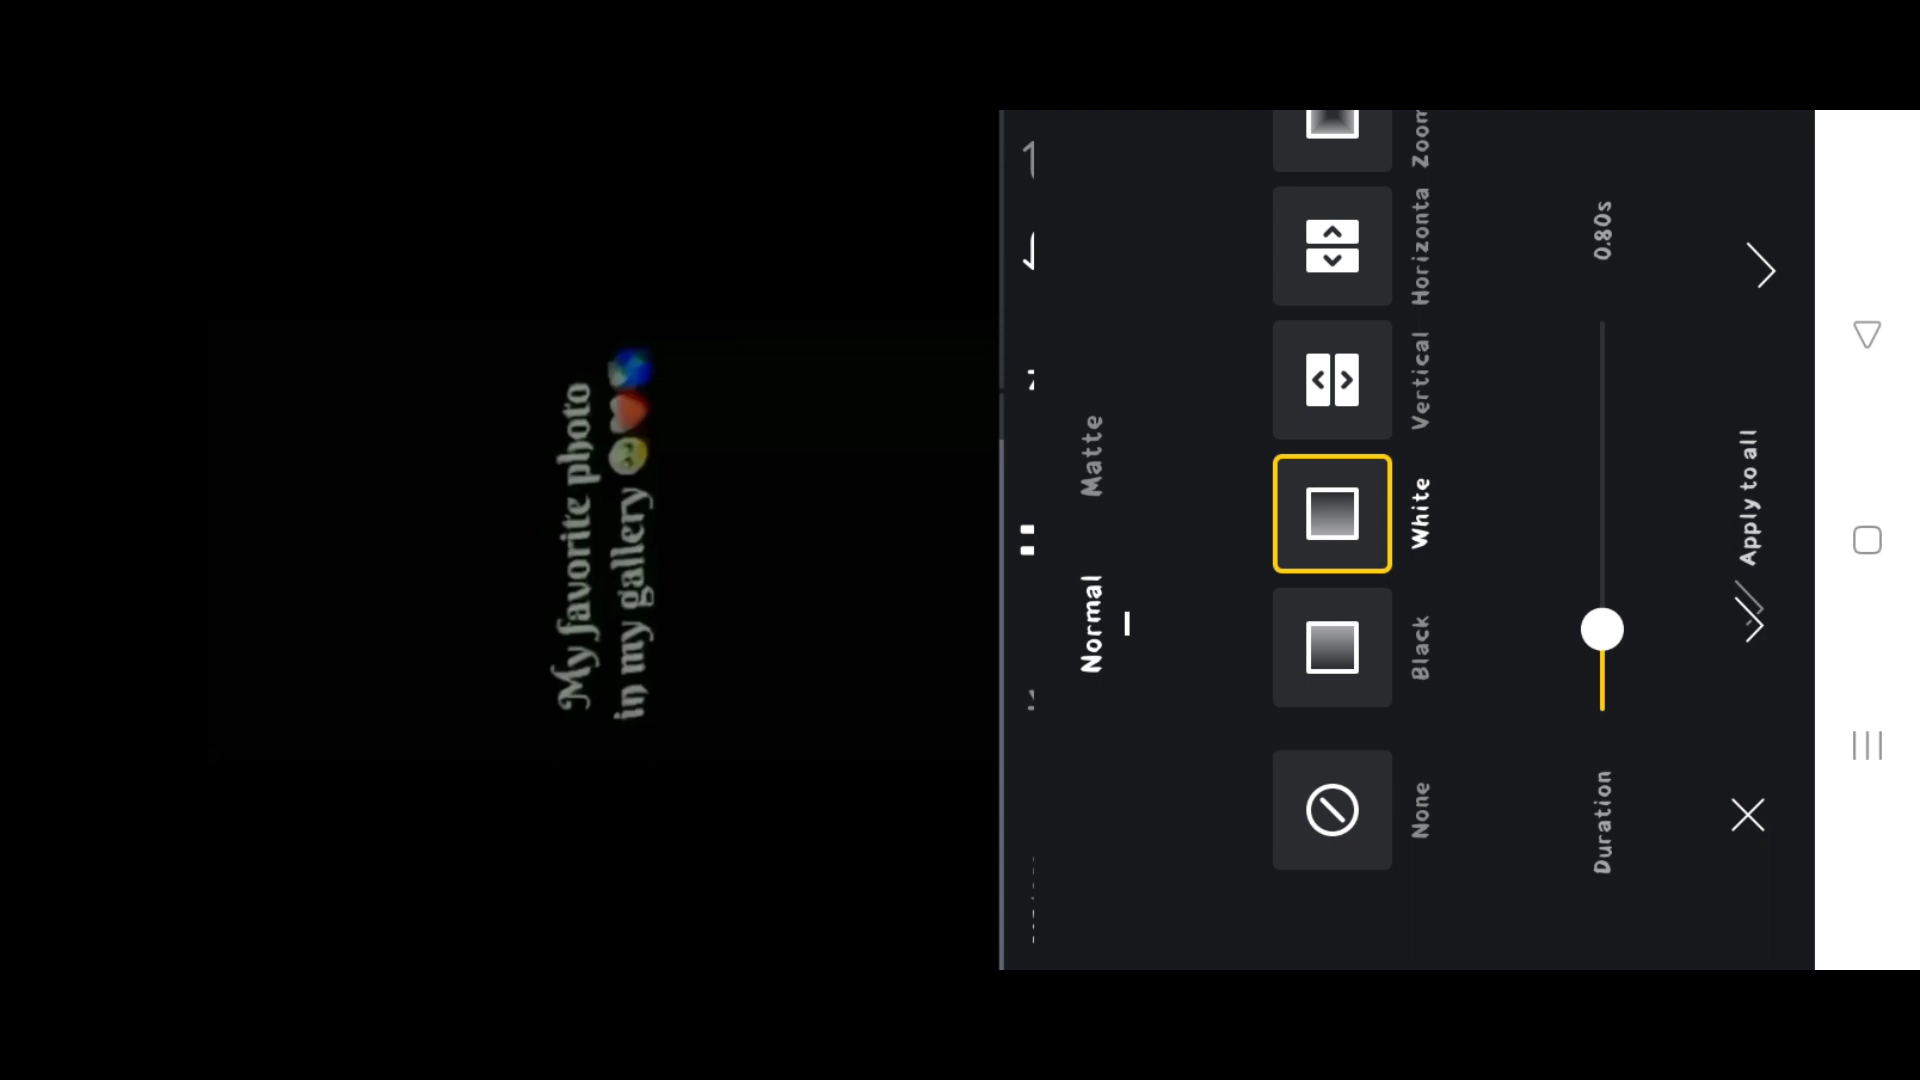 My favorite photo
in my gallery 🥺❤️🌎
Normal
Matte
None
Black
White
Vertical
Horizonta
Zoom
Duration
0.80s
Apply to all